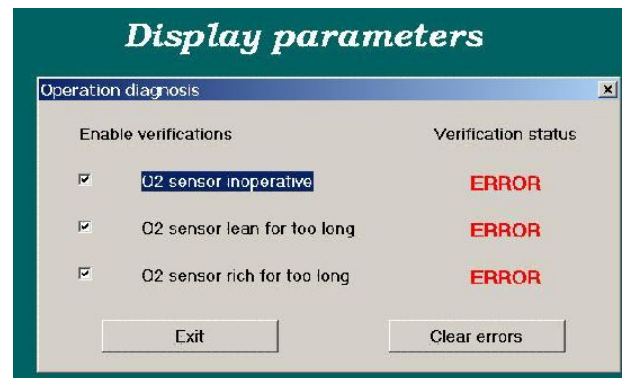 Display parameters
Operation diagnosis
Enable verifications Verification status
O2 sensor inoperative ERROR
O2 sensor lean for too long ERROR
O2 sensor rich for too long ERROR
Exit Clear errors